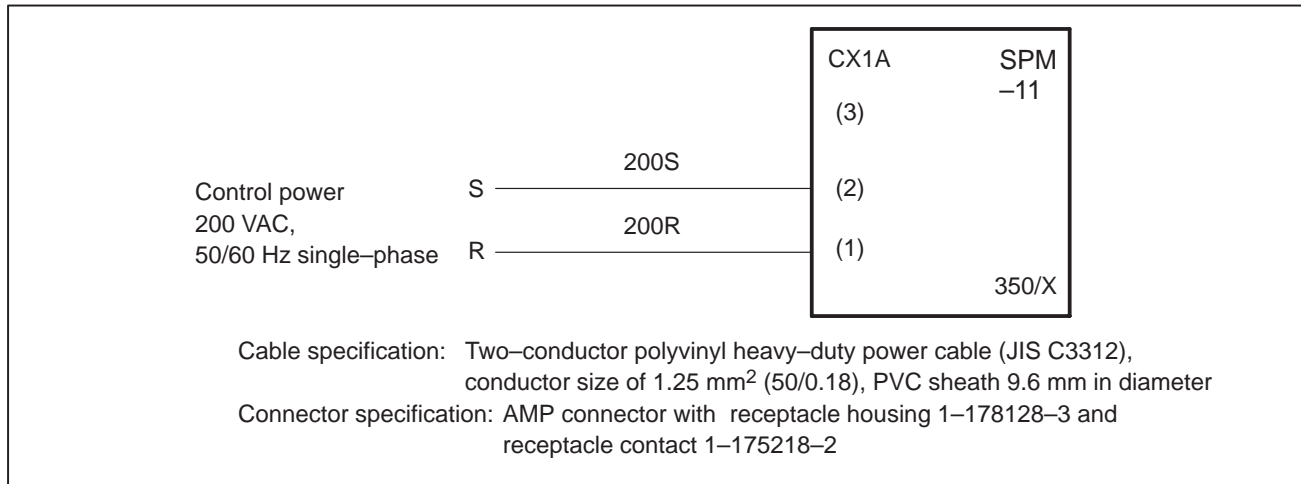 CX1A SPM
–11
(3)
200S
Control power S (2)
200 VAC,
200R
50/60 Hz single–phase R (1)
350/X
Cable specification: Two–conductor polyvinyl heavy–duty power cable (JIS C3312),
conductor size of 1.25 mm2 (50/0.18), PVC sheath 9.6 mm in diameter
Connector specification: AMP connector with receptacle housing 1–178128–3 and
receptacle contact 1–175218–2